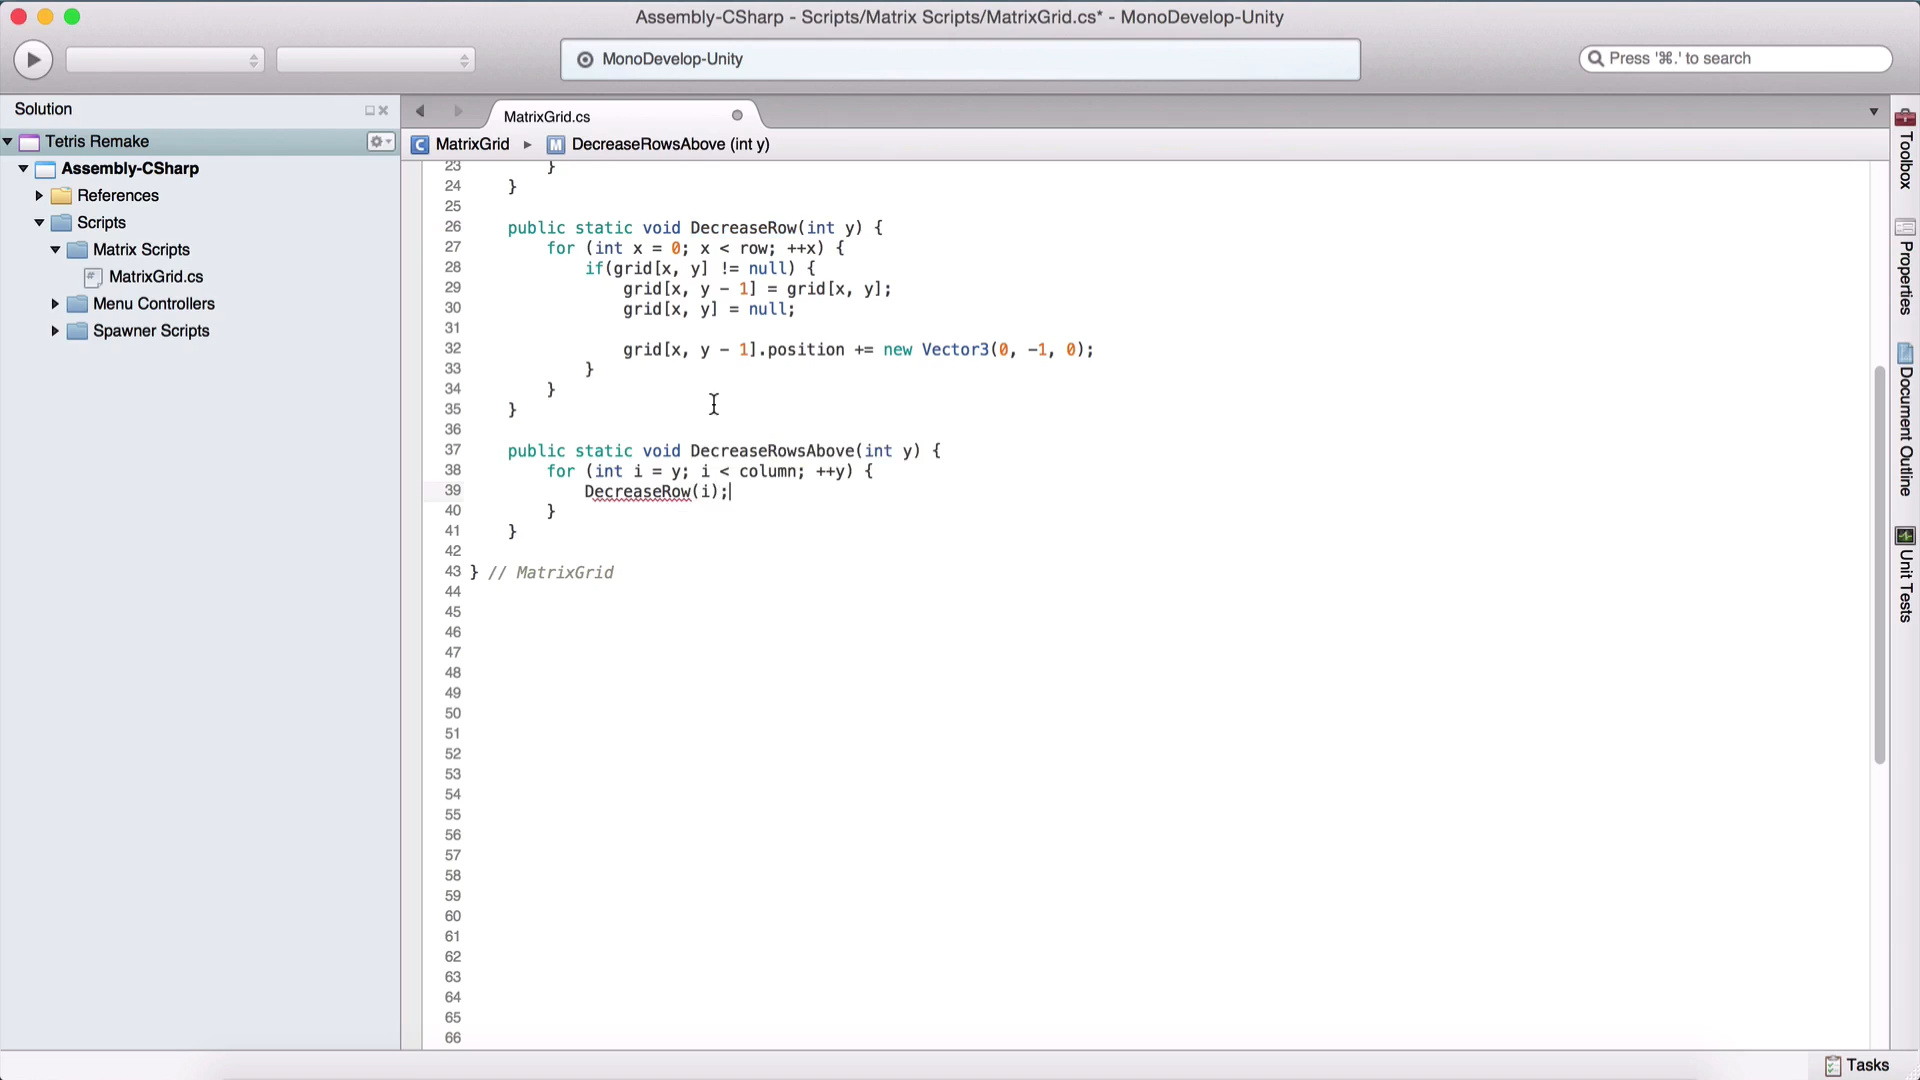 Assembly-CSharp - Scripts/Matrix Scripts/MatrixGrid.cs* - MonoDevelop-Unity
MonoDevelop-Unity
Press '⌘.' to search
Solution
Tetris Remake
Assembly-CSharp
References
Scripts
Matrix Scripts
MatrixGrid.cs
Menu Controllers
Spawner Scripts
MatrixGrid.cs
MatrixGrid ▸ DecreaseRowsAbove (int y)
23 }
24 }
25
26 public static void DecreaseRow(int y) {
27 for (int x = 0; x < row; ++x) {
28 if(grid[x, y] != null) {
29 grid[x, y - 1] = grid[x, y];
30 grid[x, y] = null;
31
32 grid[x, y - 1].position += new Vector3(0, -1, 0);
33 }
34 }
35 }
36
37 public static void DecreaseRowsAbove(int y) {
38 for (int i = y; i < column; ++y) {
39 DecreaseRow(i);
40 }
41 }
42
43 } // MatrixGrid
44
45
46
47
48
49
50
51
52
53
54
55
56
57
58
59
60
61
62
63
64
65
66
Toolbox
Properties
Document Outline
Unit Tests
Tasks